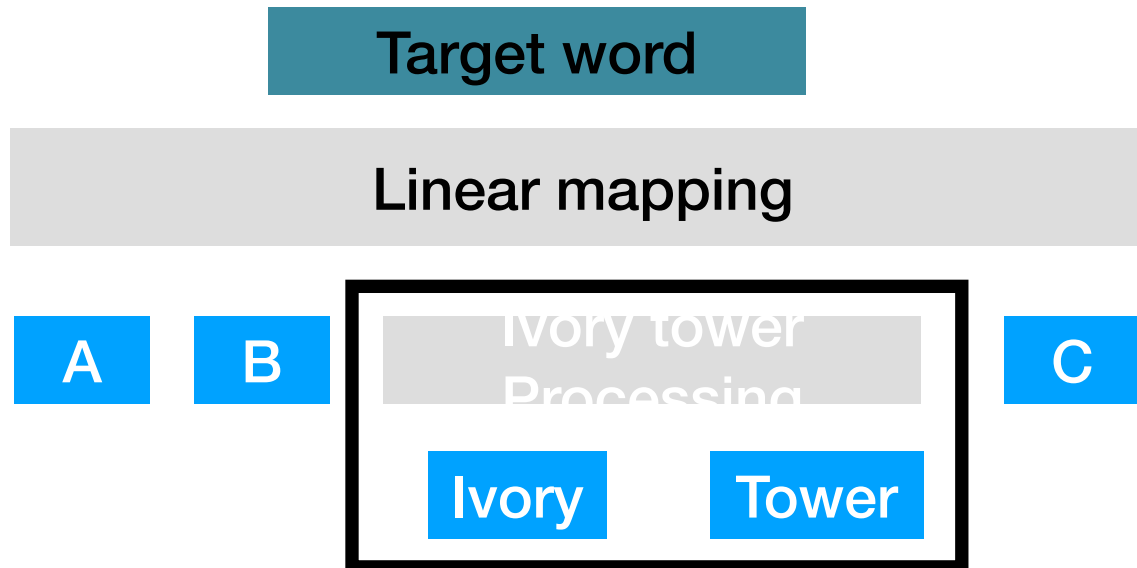 Target word
Linear mapping
A
B
Ivory tower
Processing
C
Ivory
Tower